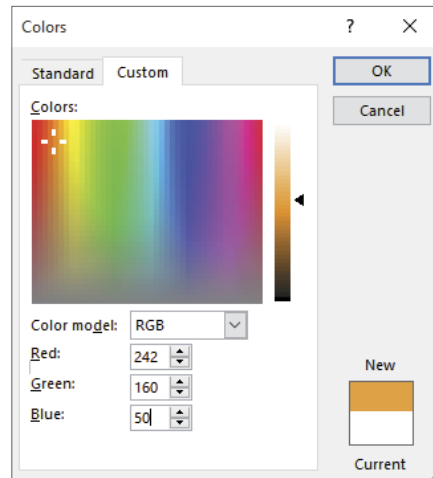 Colors ? ×
Standard Custom
OK
Cancel
Colors:
Color model: RGB
Red: 242
Green: 160
Blue: 50
New
Current